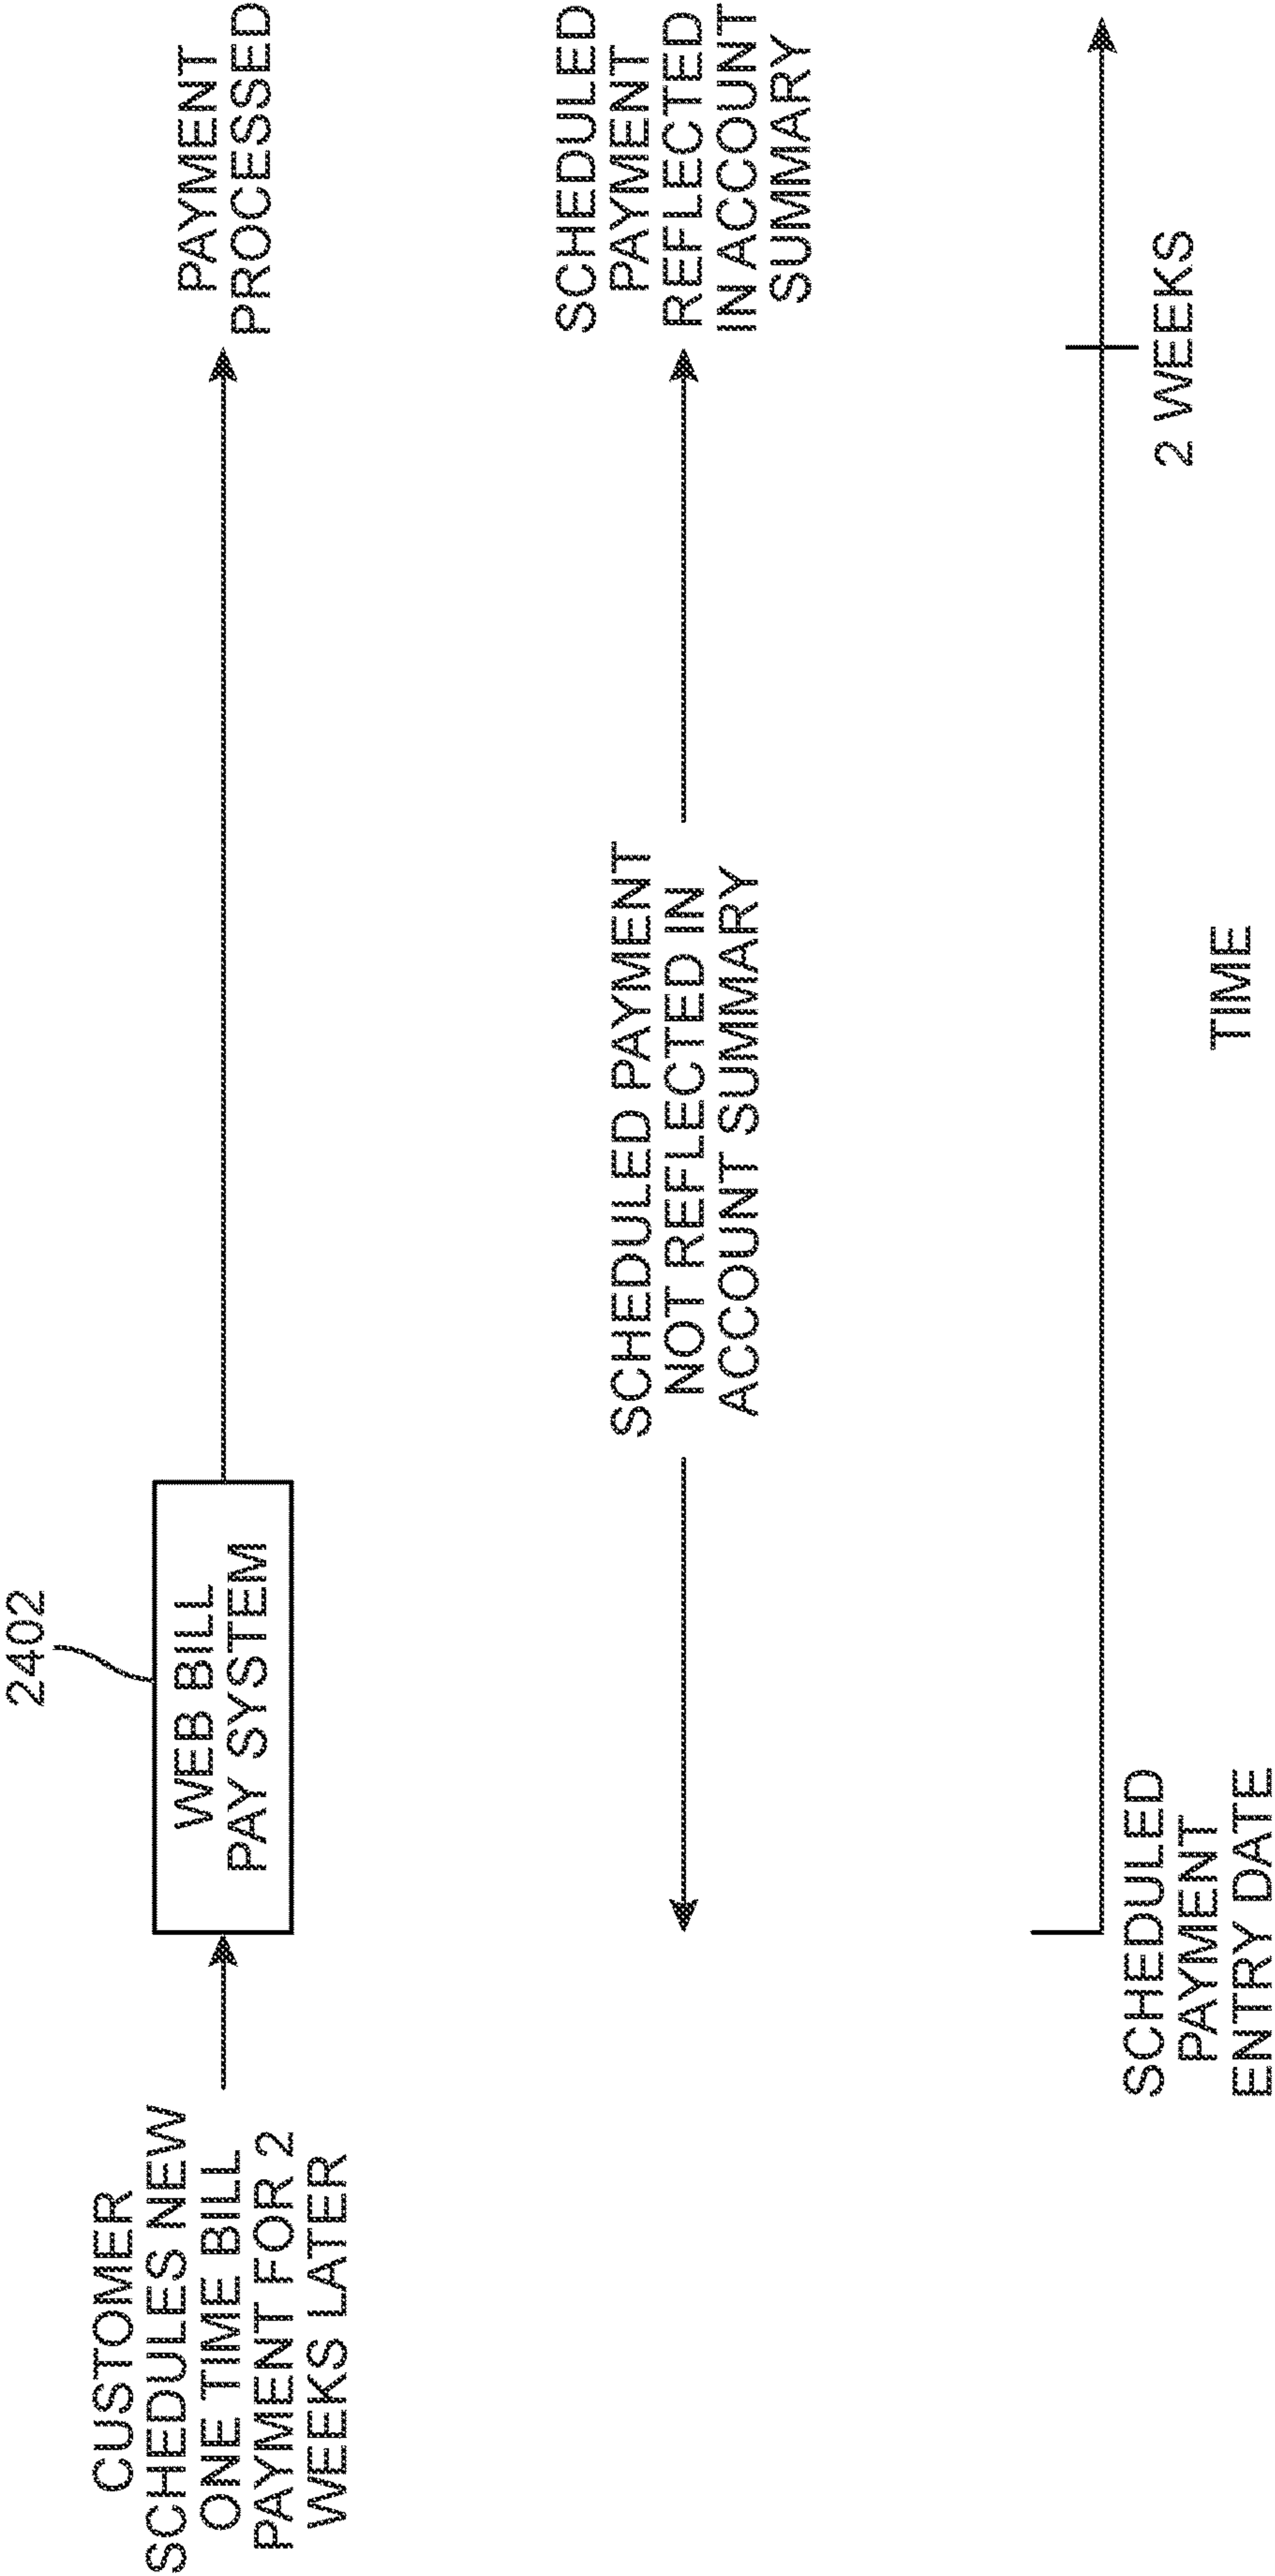 2402
CUSTOMER
SCHEDULES NEW
ONE TIME BILL
PAYMENT FOR 2
WEEKS LATER
WEB BILL
PAY SYSTEM
PAYMENT
PROCESSED
SCHEDULED PAYMENT
NOT REFLECTED IN
ACCOUNT SUMMARY
SCHEDULED
PAYMENT
REFLECTED
IN ACCOUNT
SUMMARY
SCHEDULED
PAYMENT
ENTRY DATE
2 WEEKS
TIME